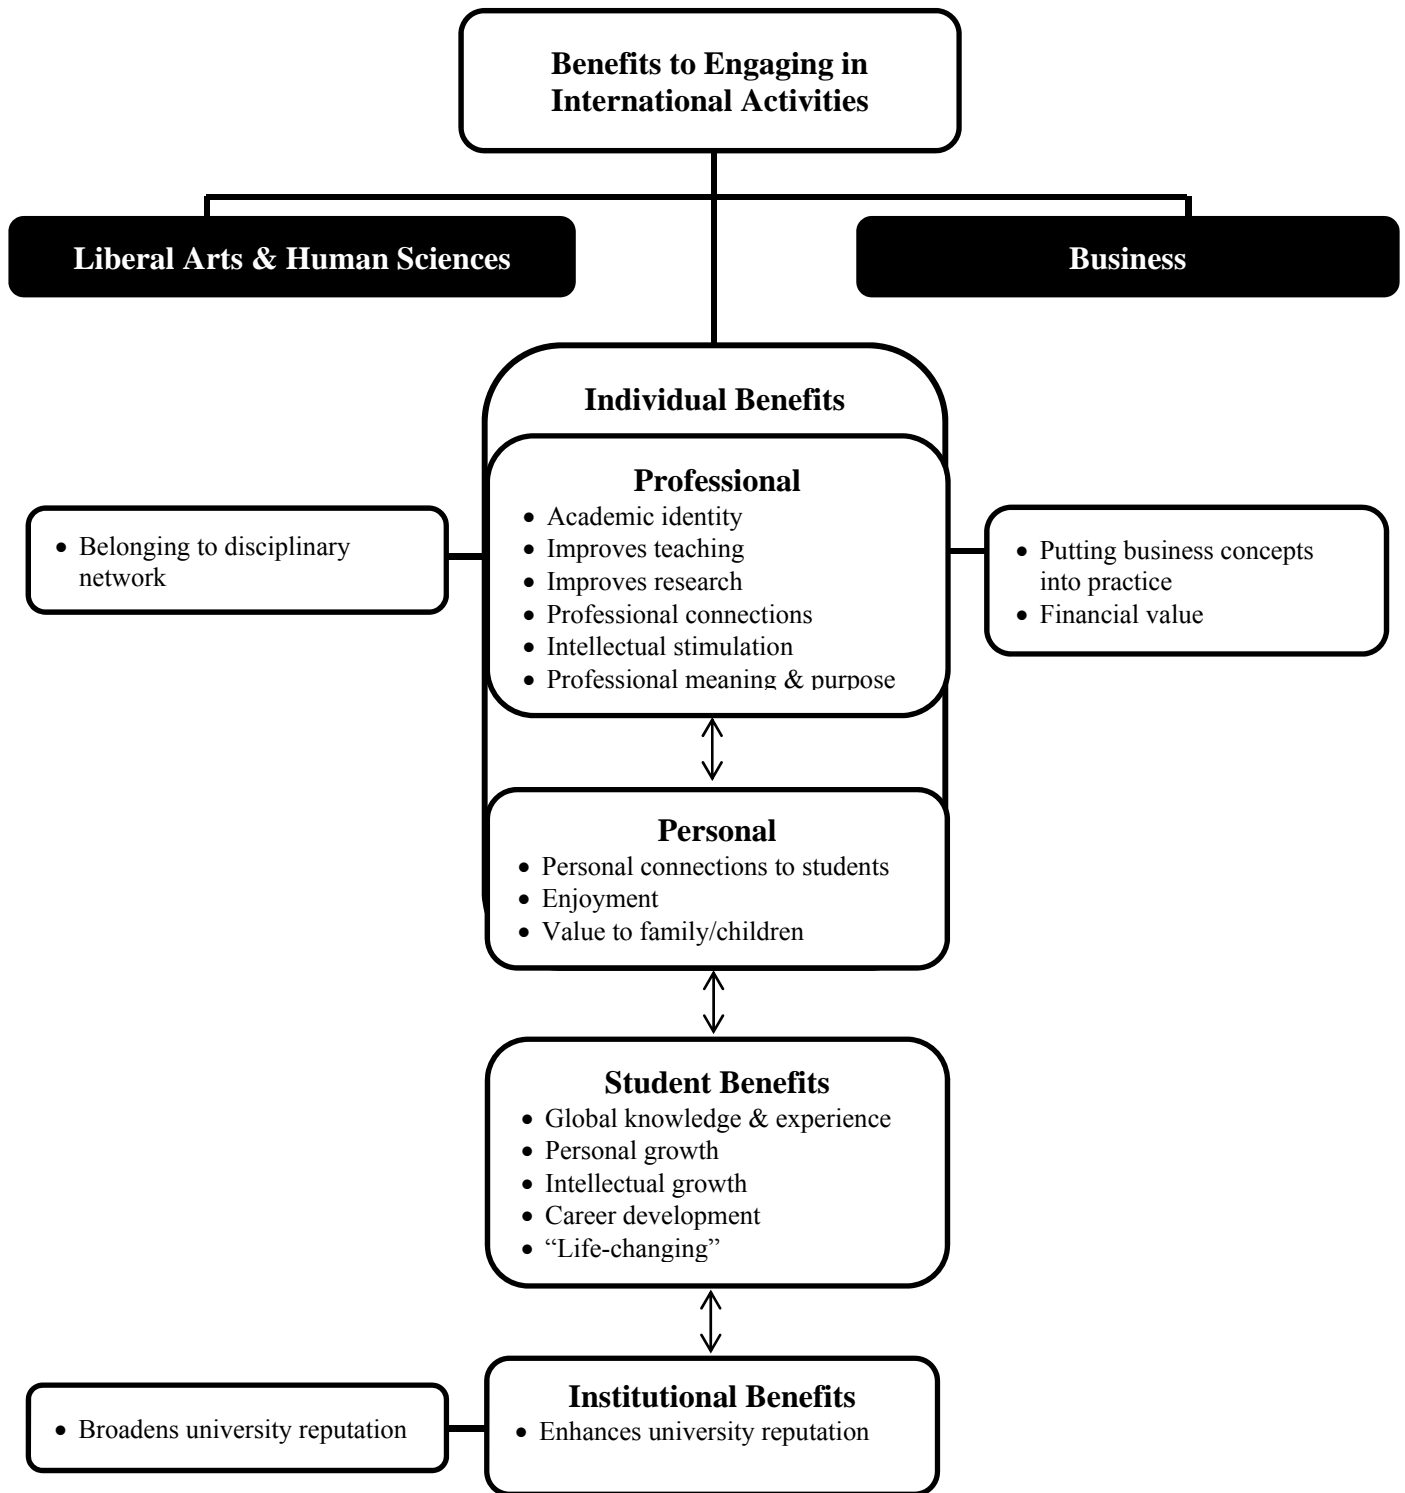 Benefits to Engaging in
International Activities
Liberal Arts & Human Sciences
Business
Individual Benefits
Professional
• Academic identity
• Improves teaching
• Improves research
• Professional connections
• Intellectual stimulation
• Professional meaning & purpose
• Belonging to disciplinary
network
• Putting business concepts
into practice
• Financial value
Personal
• Personal connections to students
• Enjoyment
• Value to family/children
Student Benefits
• Global knowledge & experience
• Personal growth
• Intellectual growth
• Career development
• “Life-changing”
• Broadens university reputation
Institutional Benefits
• Enhances university reputation